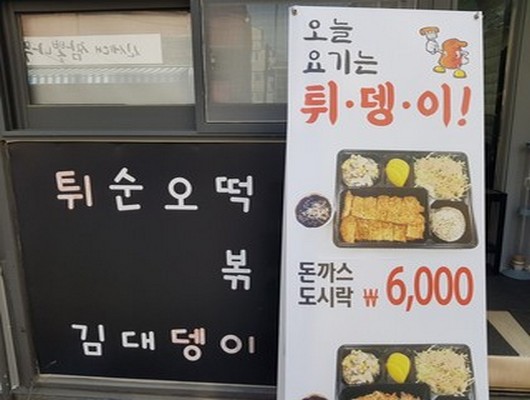 오늘
요기는
튀·뎅·이!
돈까스
도시락 ₩ 6,000
튀순오떡
볶
김대뎅이